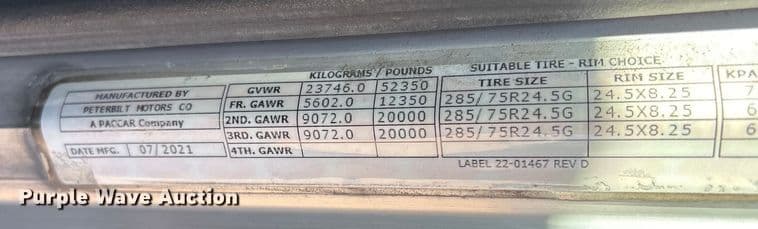 KILOGRAMS / POUNDS SUITABLE TIRE - RIM CHOICE
MANUFACTURED BY GVWR 23746.0 52350 TIRE SIZE RIM SIZE KPA
PETERBILT MOTORS CO FR. GAWR 5602.0 12350 285/75R24.5G 24.5X8.25 7
A PACCAR Company 2ND. GAWR 9072.0 20000 285/75R24.5G 24.5X8.25 6
3RD. GAWR 9072.0 20000 285/75R24.5G 24.5X8.25 6
DATE MFG. 07/2021 4TH. GAWR
LABEL 22-01467 REV D
Purple Wave Auction